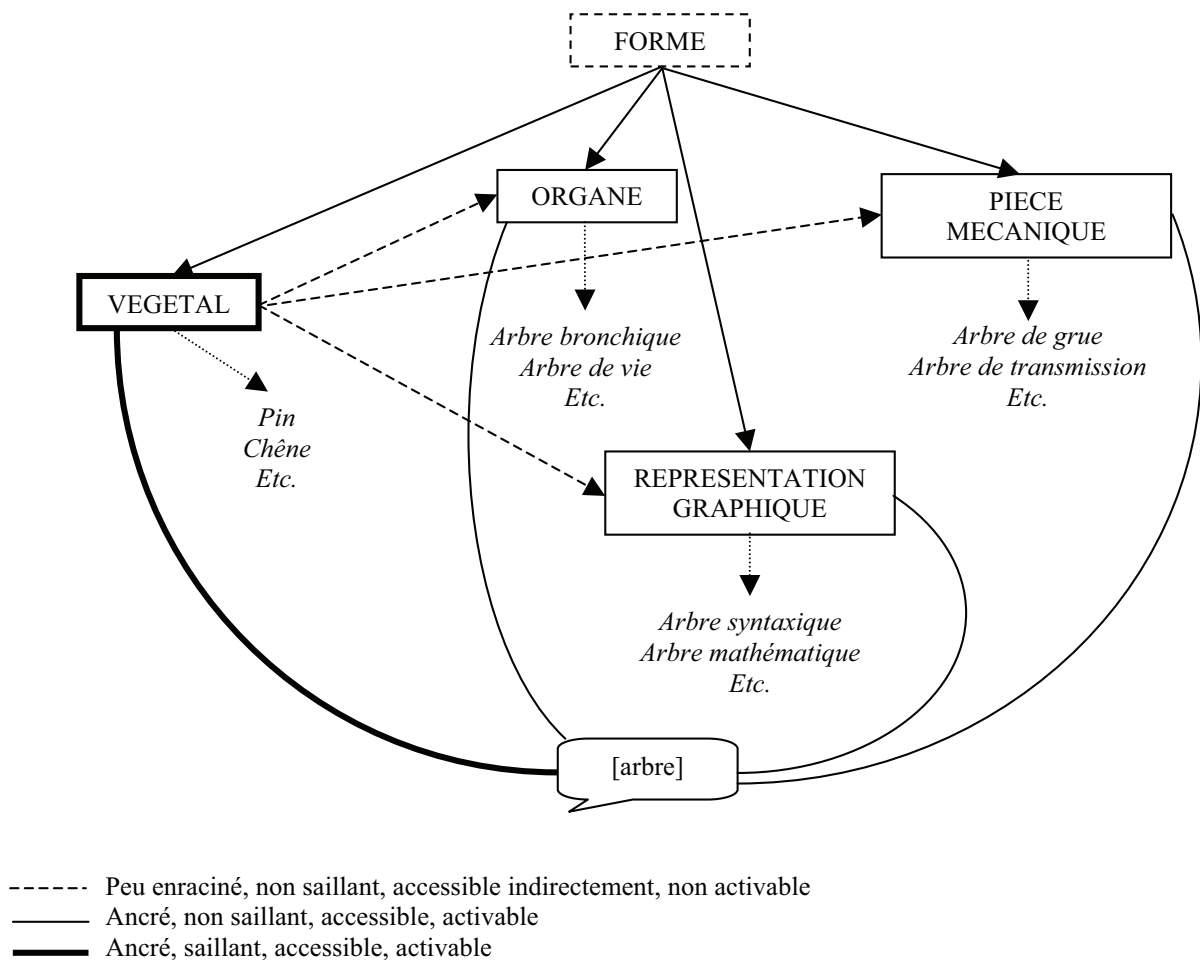 FORME
ORGANE
PIÈCE
MECANIQUE
VEGETAL
Arbre bronchique
Arbre de vie
Etc.
Arbre de grue
Arbre de transmission
Etc.
Pin
Chêne
Etc.
REPRESENTATION
GRAPHIQUE
Arbre syntaxique
Arbre mathématique
Etc.
[arbre]
Peu enraciné, non saillant, accessible indirectement, non activable
Ancré, non saillant, accessible, activable
Ancré, saillant, accessible, activable